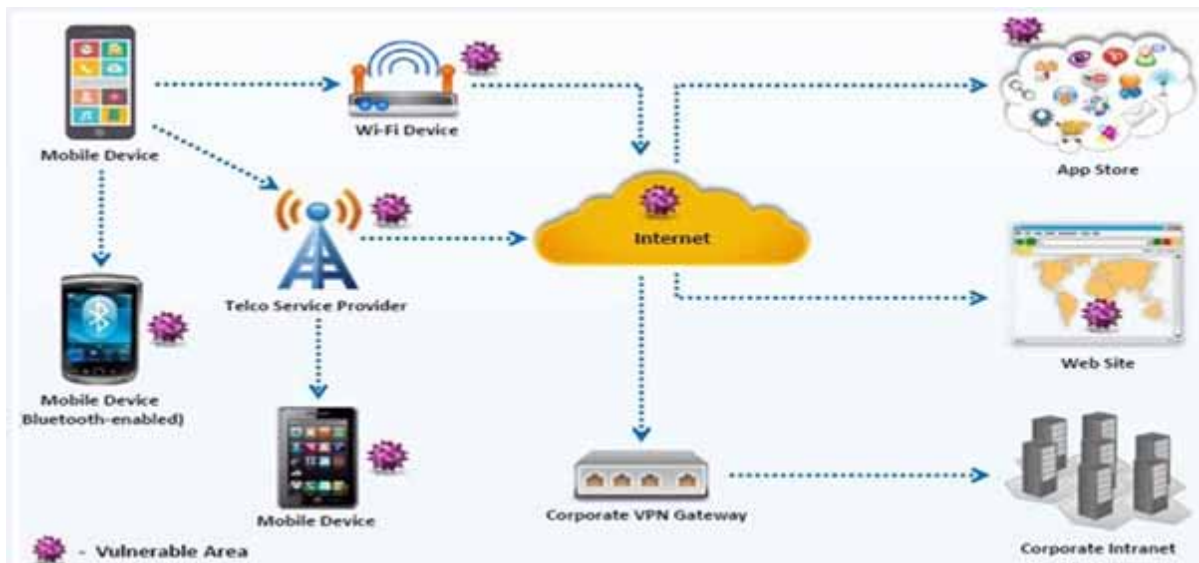 Mobile Device
Wi-Fi Device
App Store
Internet
Telco Service Provider
Web Site
Mobile Device
Bluetooth-enabled)
Mobile Device
Corporate VPN Gateway
Corporate Intranet
- Vulnerable Area